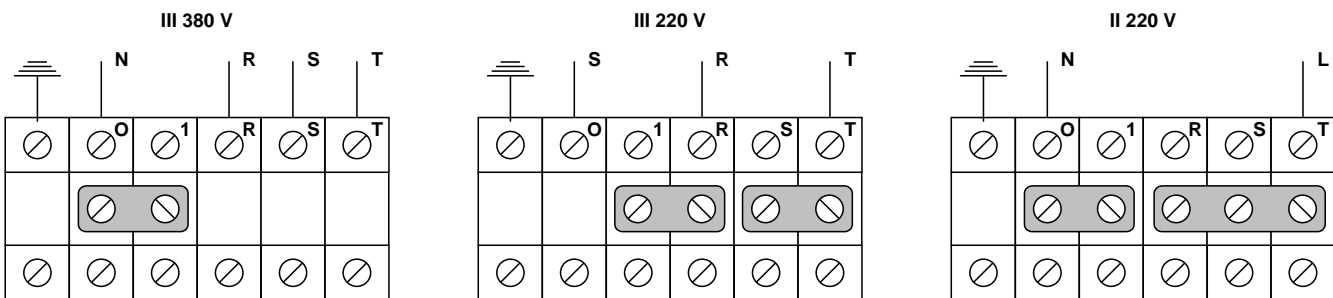 III 380 V III 220 V II 220 V
N R S T S R T N L
O 1 R S T O 1 R S T O 1 R S T